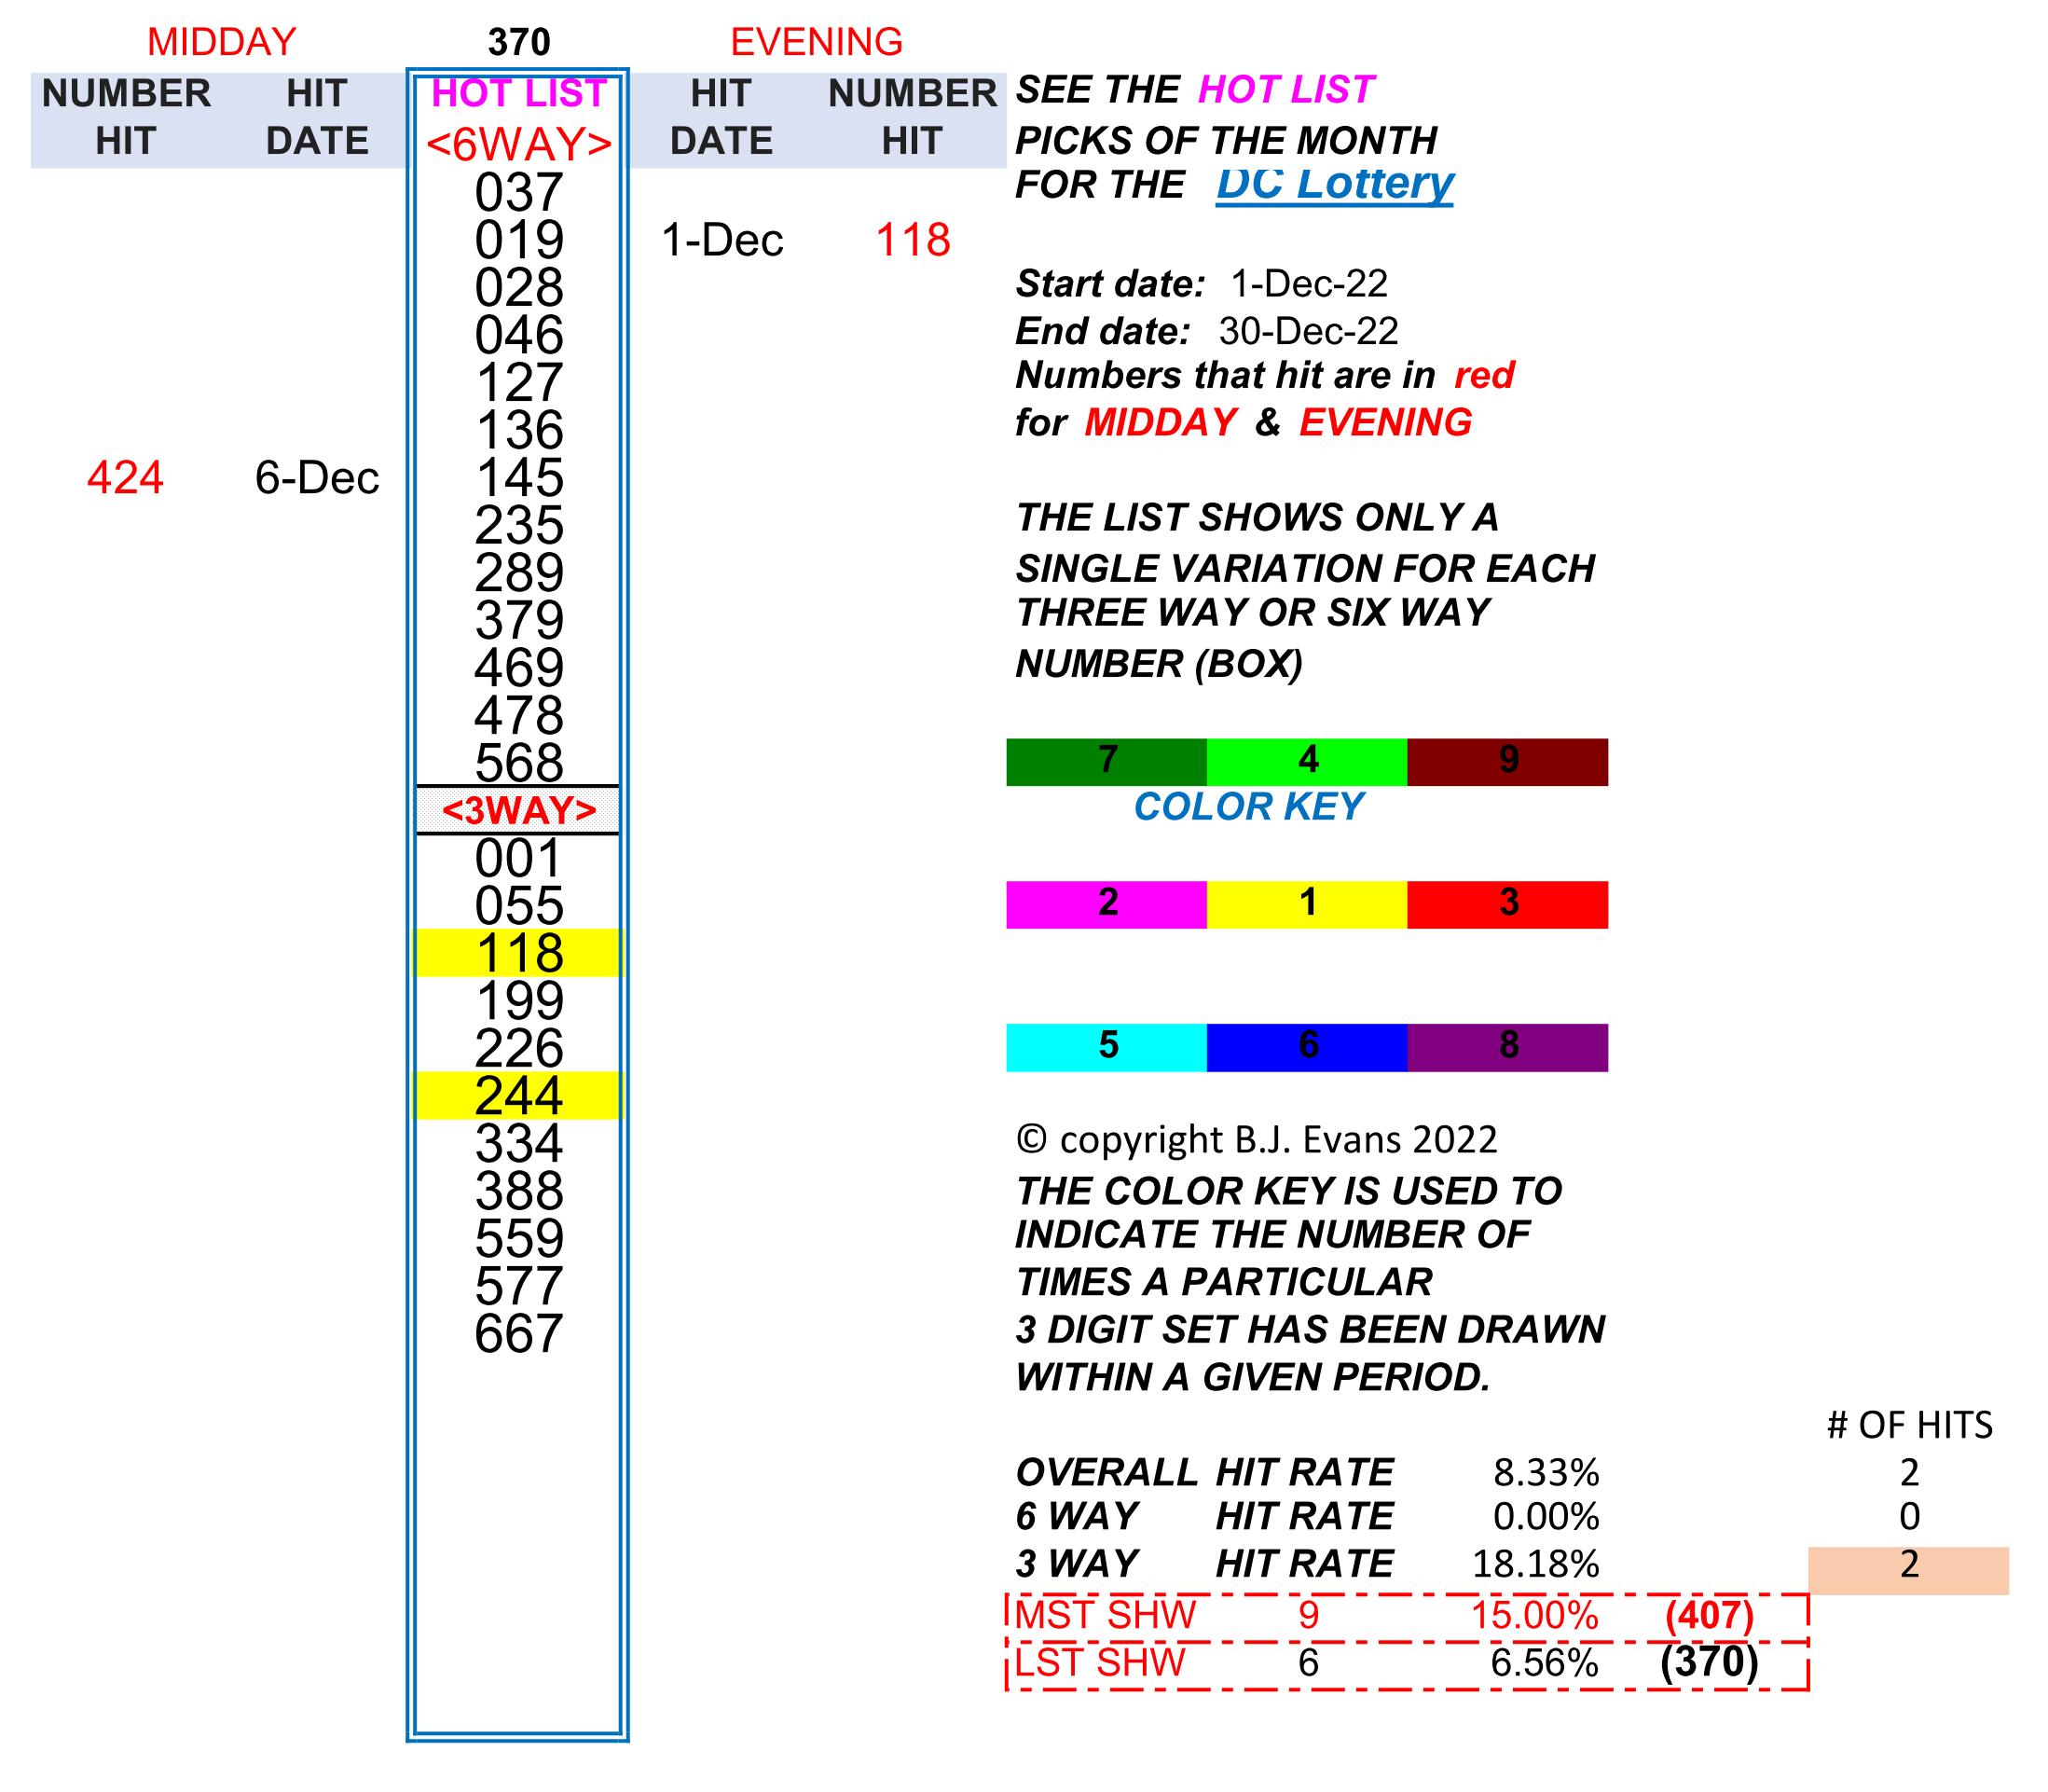 MIDDAY 370 EVENING
NUMBER HIT HOT LIST HIT NUMBER
HIT DATE <6WAY> DATE HIT
037
019 1-Dec 118
028
046
127
136
424 6-Dec 145
235
289
379
469
478
568
<3WAY>
001
055
118
199
226
244
334
388
559
577
667
SEE THE HOT LIST
PICKS OF THE MONTH
FOR THE DC Lottery
Start date: 1-Dec-22
End date: 30-Dec-22
Numbers that hit are in red
for MIDDAY & EVENING
THE LIST SHOWS ONLY A
SINGLE VARIATION FOR EACH
THREE WAY OR SIX WAY
NUMBER (BOX)
7 4 9
COLOR KEY
2 1 3
5 6 8
© copyright B.J. Evans 2022
THE COLOR KEY IS USED TO
INDICATE THE NUMBER OF
TIMES A PARTICULAR
3 DIGIT SET HAS BEEN DRAWN
WITHIN A GIVEN PERIOD.
# OF HITS
OVERALL HIT RATE 8.33% 2
6 WAY HIT RATE 0.00% 0
3 WAY HIT RATE 18.18% 2
MST SHW 9 15.00% (407)
LST SHW 6 6.56% (370)